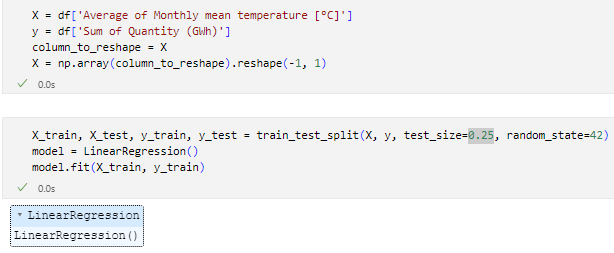 X = df['Average of Monthly mean temperature [°C]']
y = df['Sum of Quantity (GWh)']
column_to_reshape = X
X = np.array(column_to_reshape).reshape(-1, 1)
✓ 0.0s
X_train, X_test, y_train, y_test = train_test_split(X, y, test_size=0.25, random_state=42)
model = LinearRegression()
model.fit(X_train, y_train)
✓ 0.0s
▾ LinearRegression
LinearRegression()